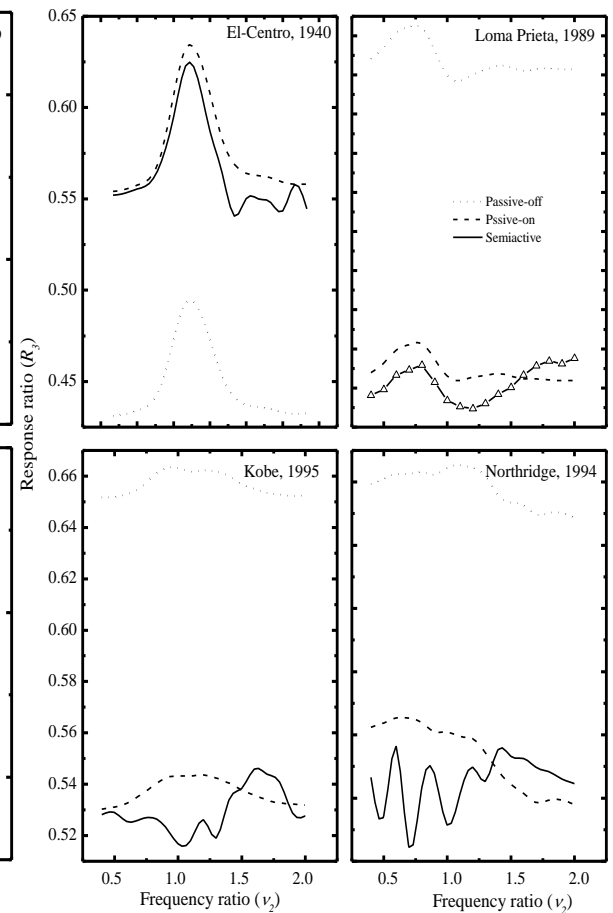 0.65
0.60
0.55
0.50
0.45
El-Centro, 1940
Loma Prieta, 1989
Passive-off
Pssive-on
Semiactive
Response ratio (R3)
0.66
0.64
0.62
0.60
0.58
0.56
0.54
0.52
Kobe, 1995
Northridge, 1994
0.5 1.0 1.5 2.0
0.5 1.0 1.5 2.0
Frequency ratio (ν2)
Frequency ratio (ν2)